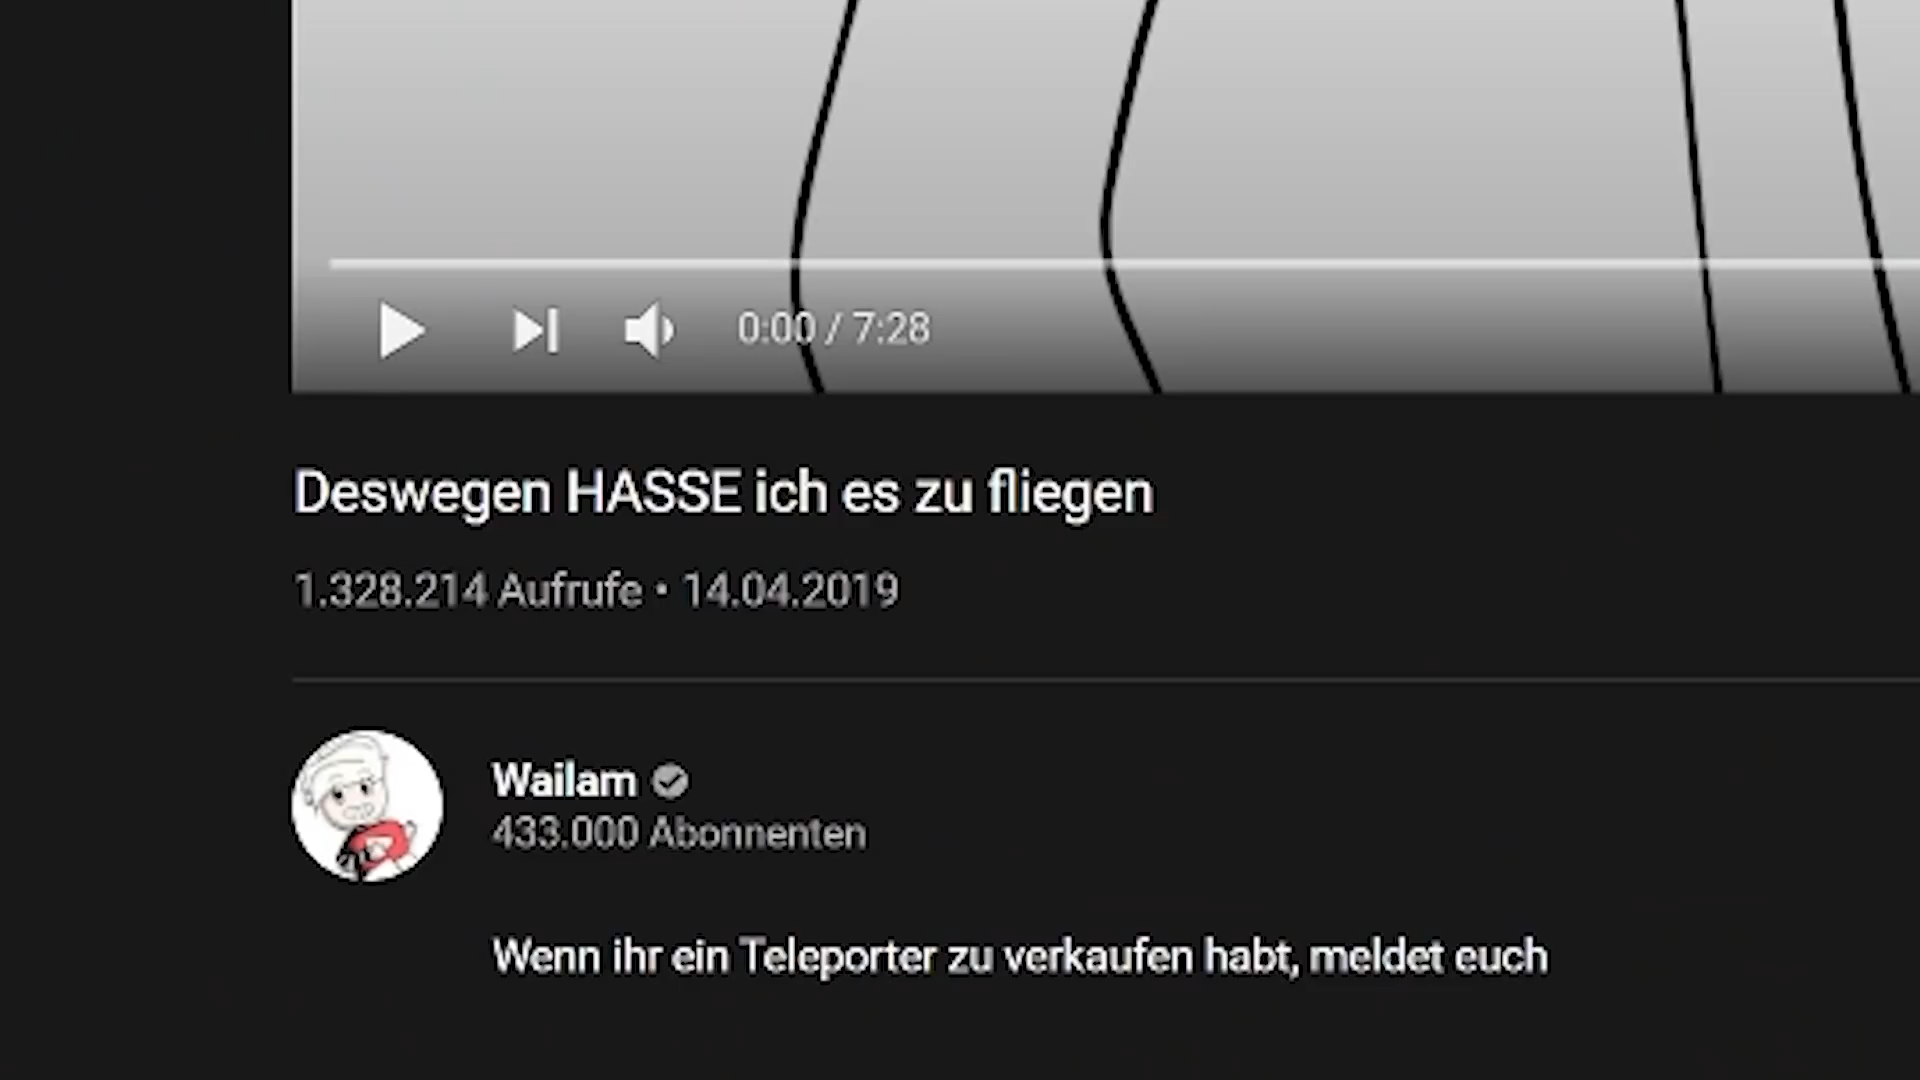 0:00 / 7:28
Deswegen HASSE ich es zu fliegen
1.328.214 Aufrufe • 14.04.2019
Wailam
433.000 Abonnenten
Wenn ihr ein Teleporter zu verkaufen habt, meldet euch